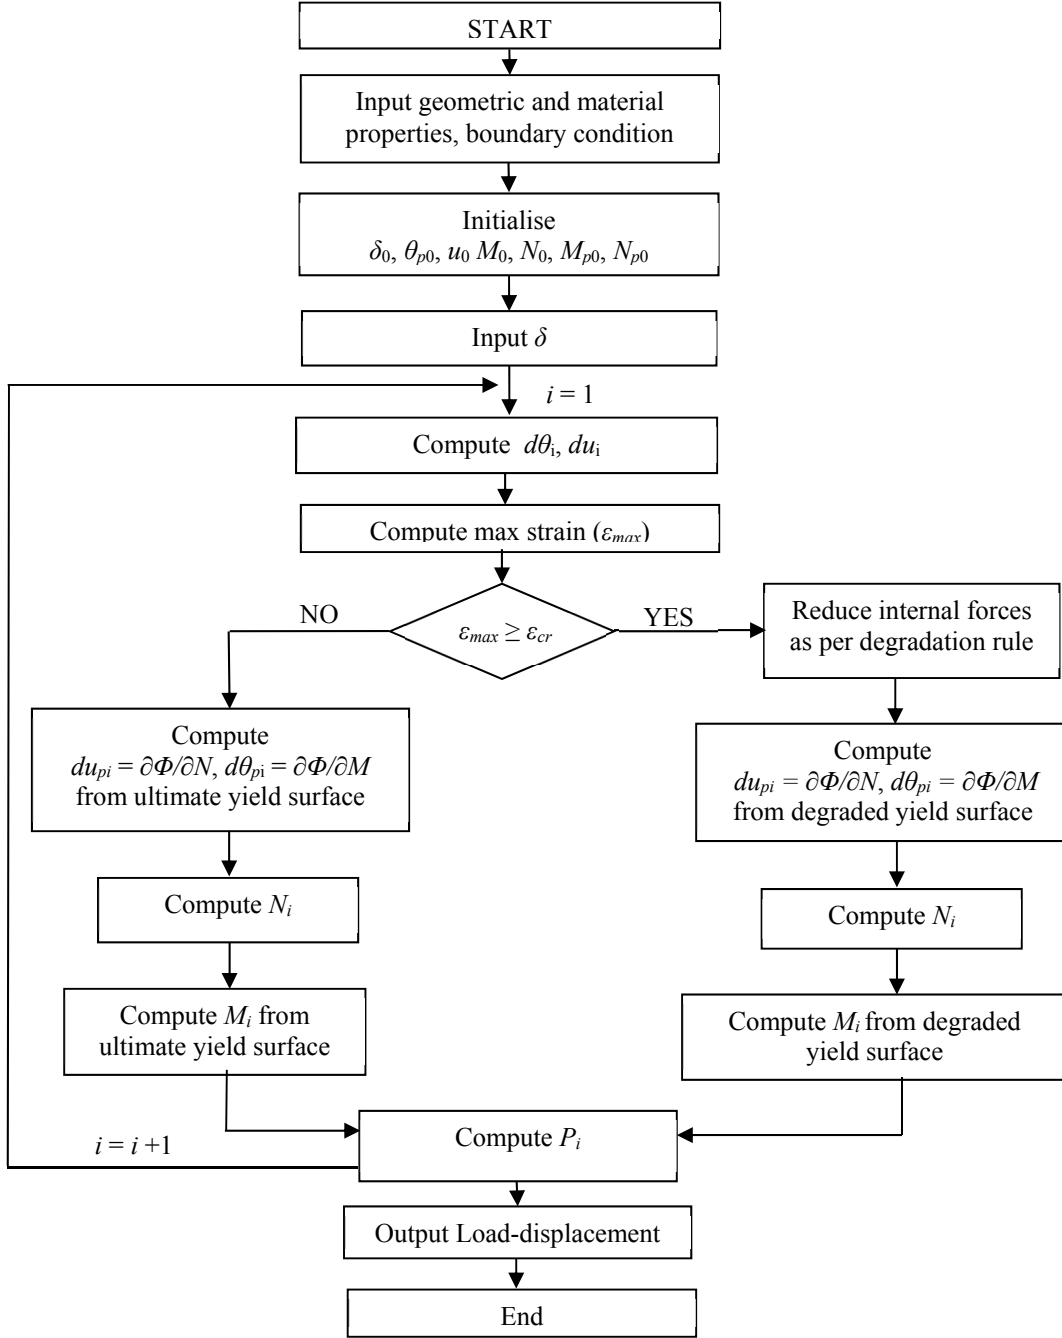 START
Input geometric and material
properties, boundary condition
Initialise
δ0, θp0, u0 M0, N0, Mp0, Np0
Input δ
i = 1
Compute dθi, dui
Compute max strain (εmax)
NO
εmax ≥ εcr
YES
Reduce internal forces
as per degradation rule
Compute
dupi = ∂Φ/∂N, dθpi = ∂Φ/∂M
from ultimate yield surface
Compute
dupi = ∂Φ/∂N, dθpi = ∂Φ/∂M
from degraded yield surface
Compute Ni
Compute Ni
Compute Mi from
ultimate yield surface
Compute Mi from degraded
yield surface
i = i +1
Compute Pi
Output Load-displacement
End